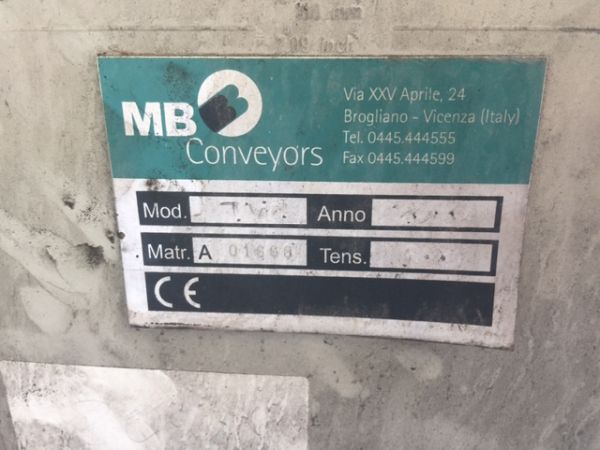 MB
Conveyors
Via XXV Aprile, 24
Brogliano - Vicenza (Italy)
Tel. 0445.444555
Fax 0445.444599
Mod. Anno
Matr. A Tens.
CE